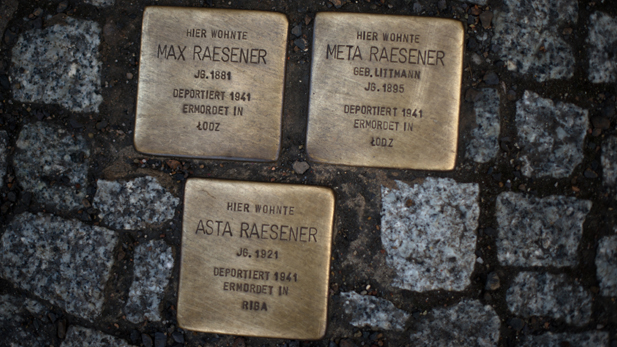 HIER WOHNTE
MAX RAESENER
JG. 1881
DEPORTIERT 1941
ERMORDET IN
ŁODZ
HIER WOHNTE
META RAESENER
GEB. LITTMANN
JG. 1895
DEPORTIERT 1941
ERMORDET IN
ŁODZ
HIER WOHNTE
ASTA RAESENER
JG. 1921
DEPORTIERT 1941
ERMORDET IN
RIGA